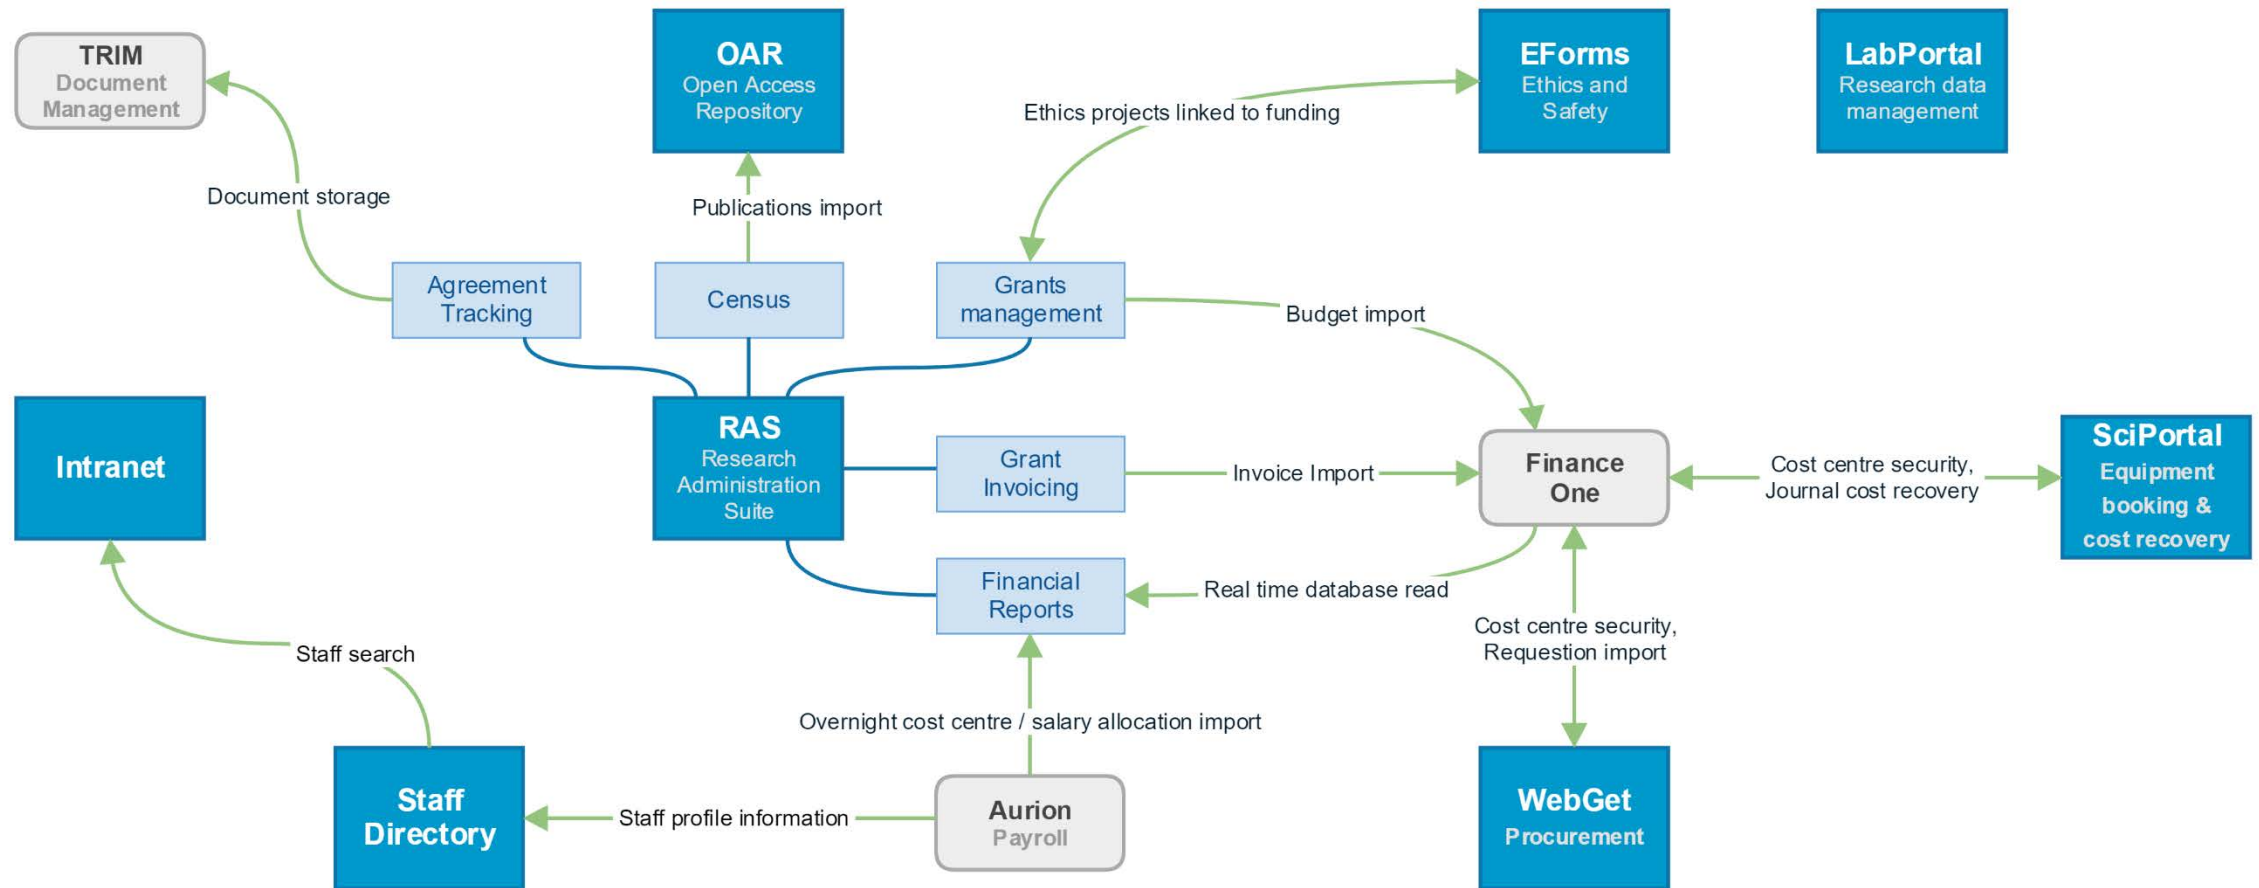 TRIM
Document
Management
OAR
Open Access
Repository
EForms
Ethics and
Safety
LabPortal
Research data
management
Ethics projects linked to funding
Document storage
Publications import
Agreement
Tracking
Census
Grants
management
Budget import
Intranet
RAS
Research
Administration
Suite
Grant
Invoicing
Invoice Import
Finance
One
Cost centre security,
Journal cost recovery
SciPortal
Equipment
booking &
cost recovery
Financial
Reports
Real time database read
Cost centre security,
Requestion import
Staff search
Overnight cost centre / salary allocation import
Staff
Directory
Staff profile information
Aurion
Payroll
WebGet
Procurement